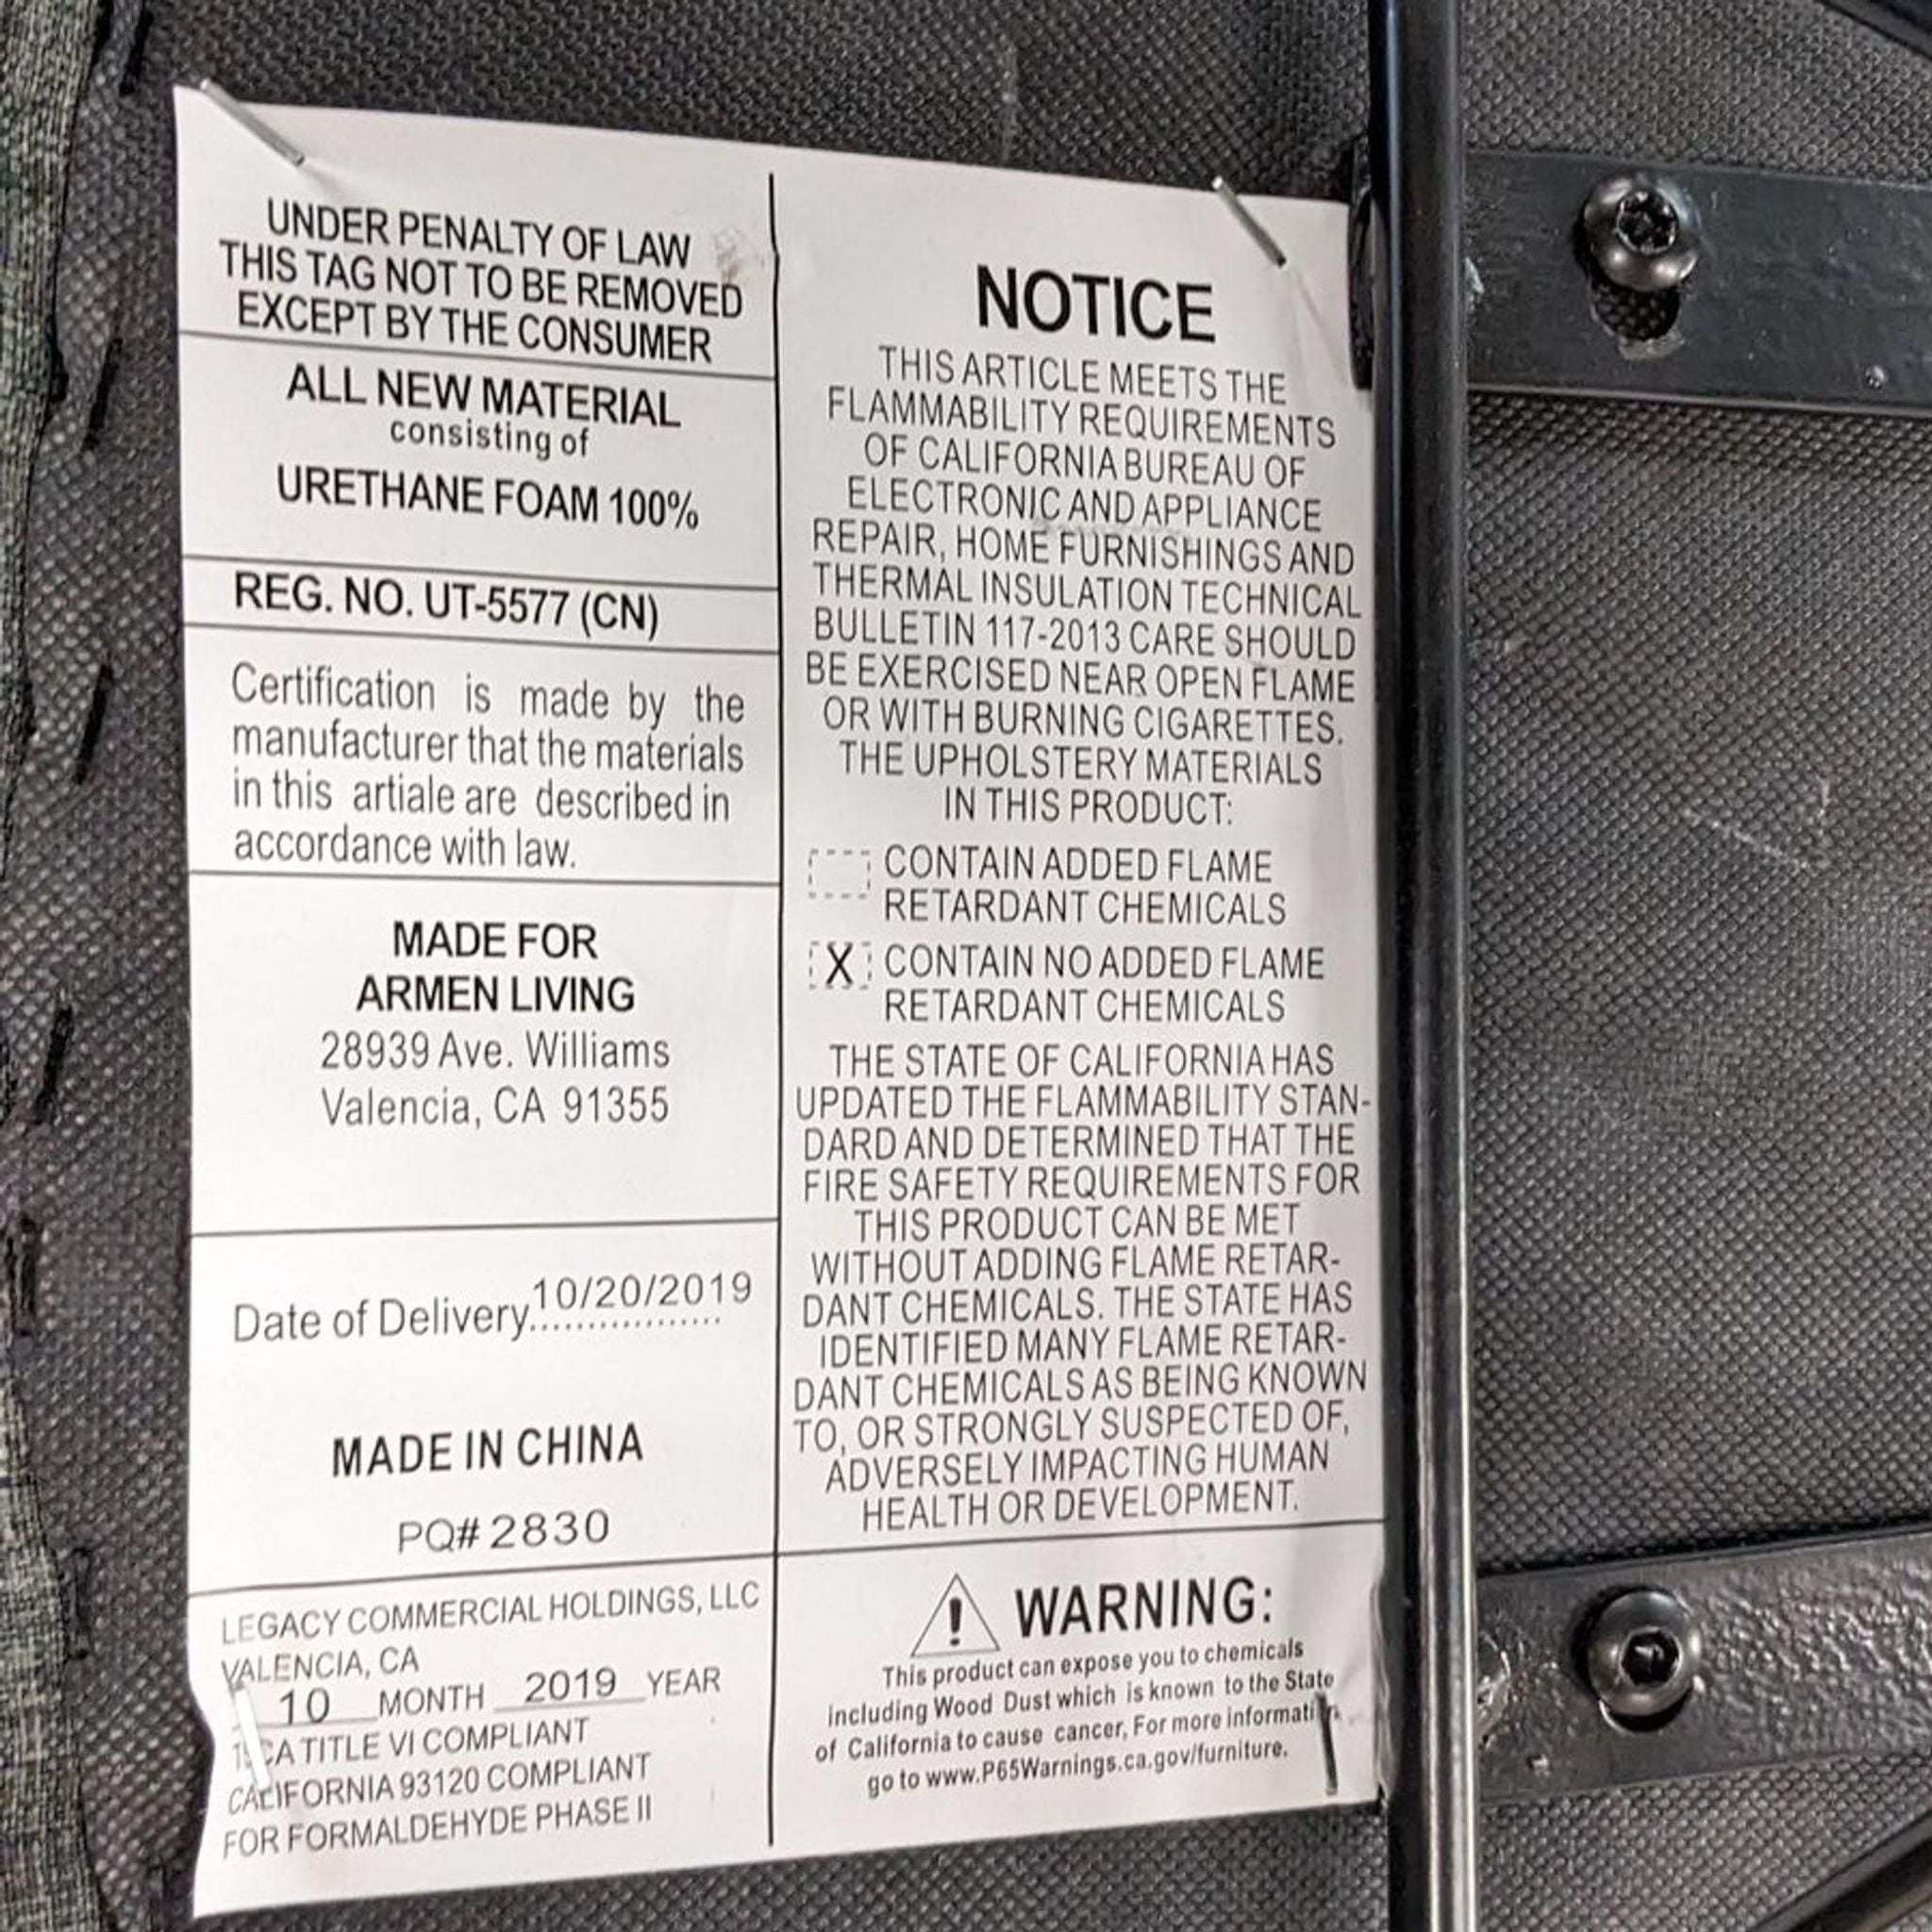 UNDER PENALTY OF LAW
THIS TAG NOT TO BE REMOVED
EXCEPT BY THE CONSUMER
ALL NEW MATERIAL
consisting of
URETHANE FOAM 100%
REG. NO. UT-5577 (CN)
Certification is made by the
manufacturer that the materials
in this artiale are described in
accordance with law.
MADE FOR
ARMEN LIVING
28939 Ave. Williams
Valencia, CA 91355
Date of Delivery 10/20/2019
MADE IN CHINA
PQ# 2830
LEGACY COMMERCIAL HOLDINGS, LLC
VALENCIA, CA
10 MONTH 2019 YEAR
TITLE VI COMPLIANT
CALIFORNIA 93120 COMPLIANT
FOR FORMALDEHYDE PHASE II
NOTICE
THIS ARTICLE MEETS THE
FLAMMABILITY REQUIREMENTS
OF CALIFORNIA BUREAU OF
ELECTRONIC AND APPLIANCE
REPAIR, HOME FURNISHINGS AND
THERMAL INSULATION TECHNICAL
BULLETIN 117-2013 CARE SHOULD
BE EXERCISED NEAR OPEN FLAME
OR WITH BURNING CIGARETTES.
THE UPHOLSTERY MATERIALS
IN THIS PRODUCT:
CONTAIN ADDED FLAME
RETARDANT CHEMICALS
X CONTAIN NO ADDED FLAME
RETARDANT CHEMICALS
THE STATE OF CALIFORNIA HAS
UPDATED THE FLAMMABILITY STAN-
DARD AND DETERMINED THAT THE
FIRE SAFETY REQUIREMENTS FOR
THIS PRODUCT CAN BE MET
WITHOUT ADDING FLAME RETAR-
DANT CHEMICALS. THE STATE HAS
IDENTIFIED MANY FLAME RETAR-
DANT CHEMICALS AS BEING KNOWN
TO, OR STRONGLY SUSPECTED OF,
ADVERSELY IMPACTING HUMAN
HEALTH OR DEVELOPMENT.
WARNING:
This product can expose you to chemicals
including Wood Dust which is known to the State
of California to cause cancer, For more information
go to www.P65Warnings.ca.gov/furniture.